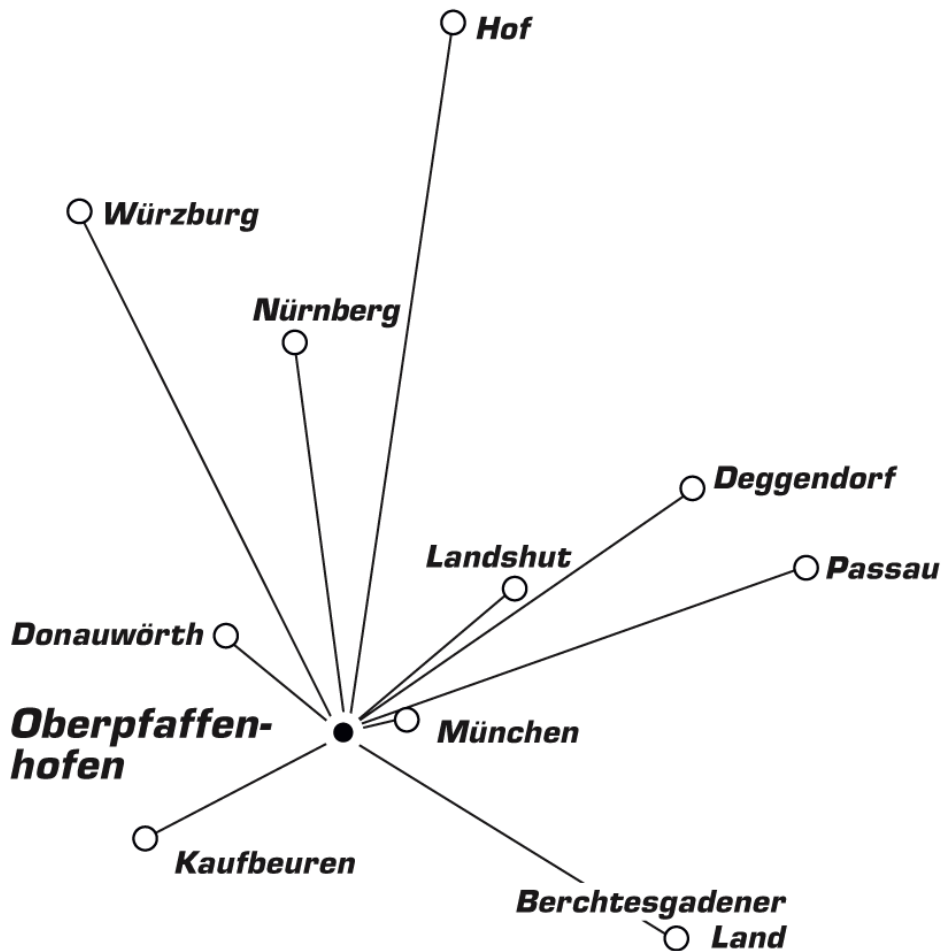 Hof
Würzburg
Nürnberg
Deggendorf
Landshut
Passau
Donauwörth
Oberpfaffen-
hofen
München
Kaufbeuren
Berchtesgadener
Land